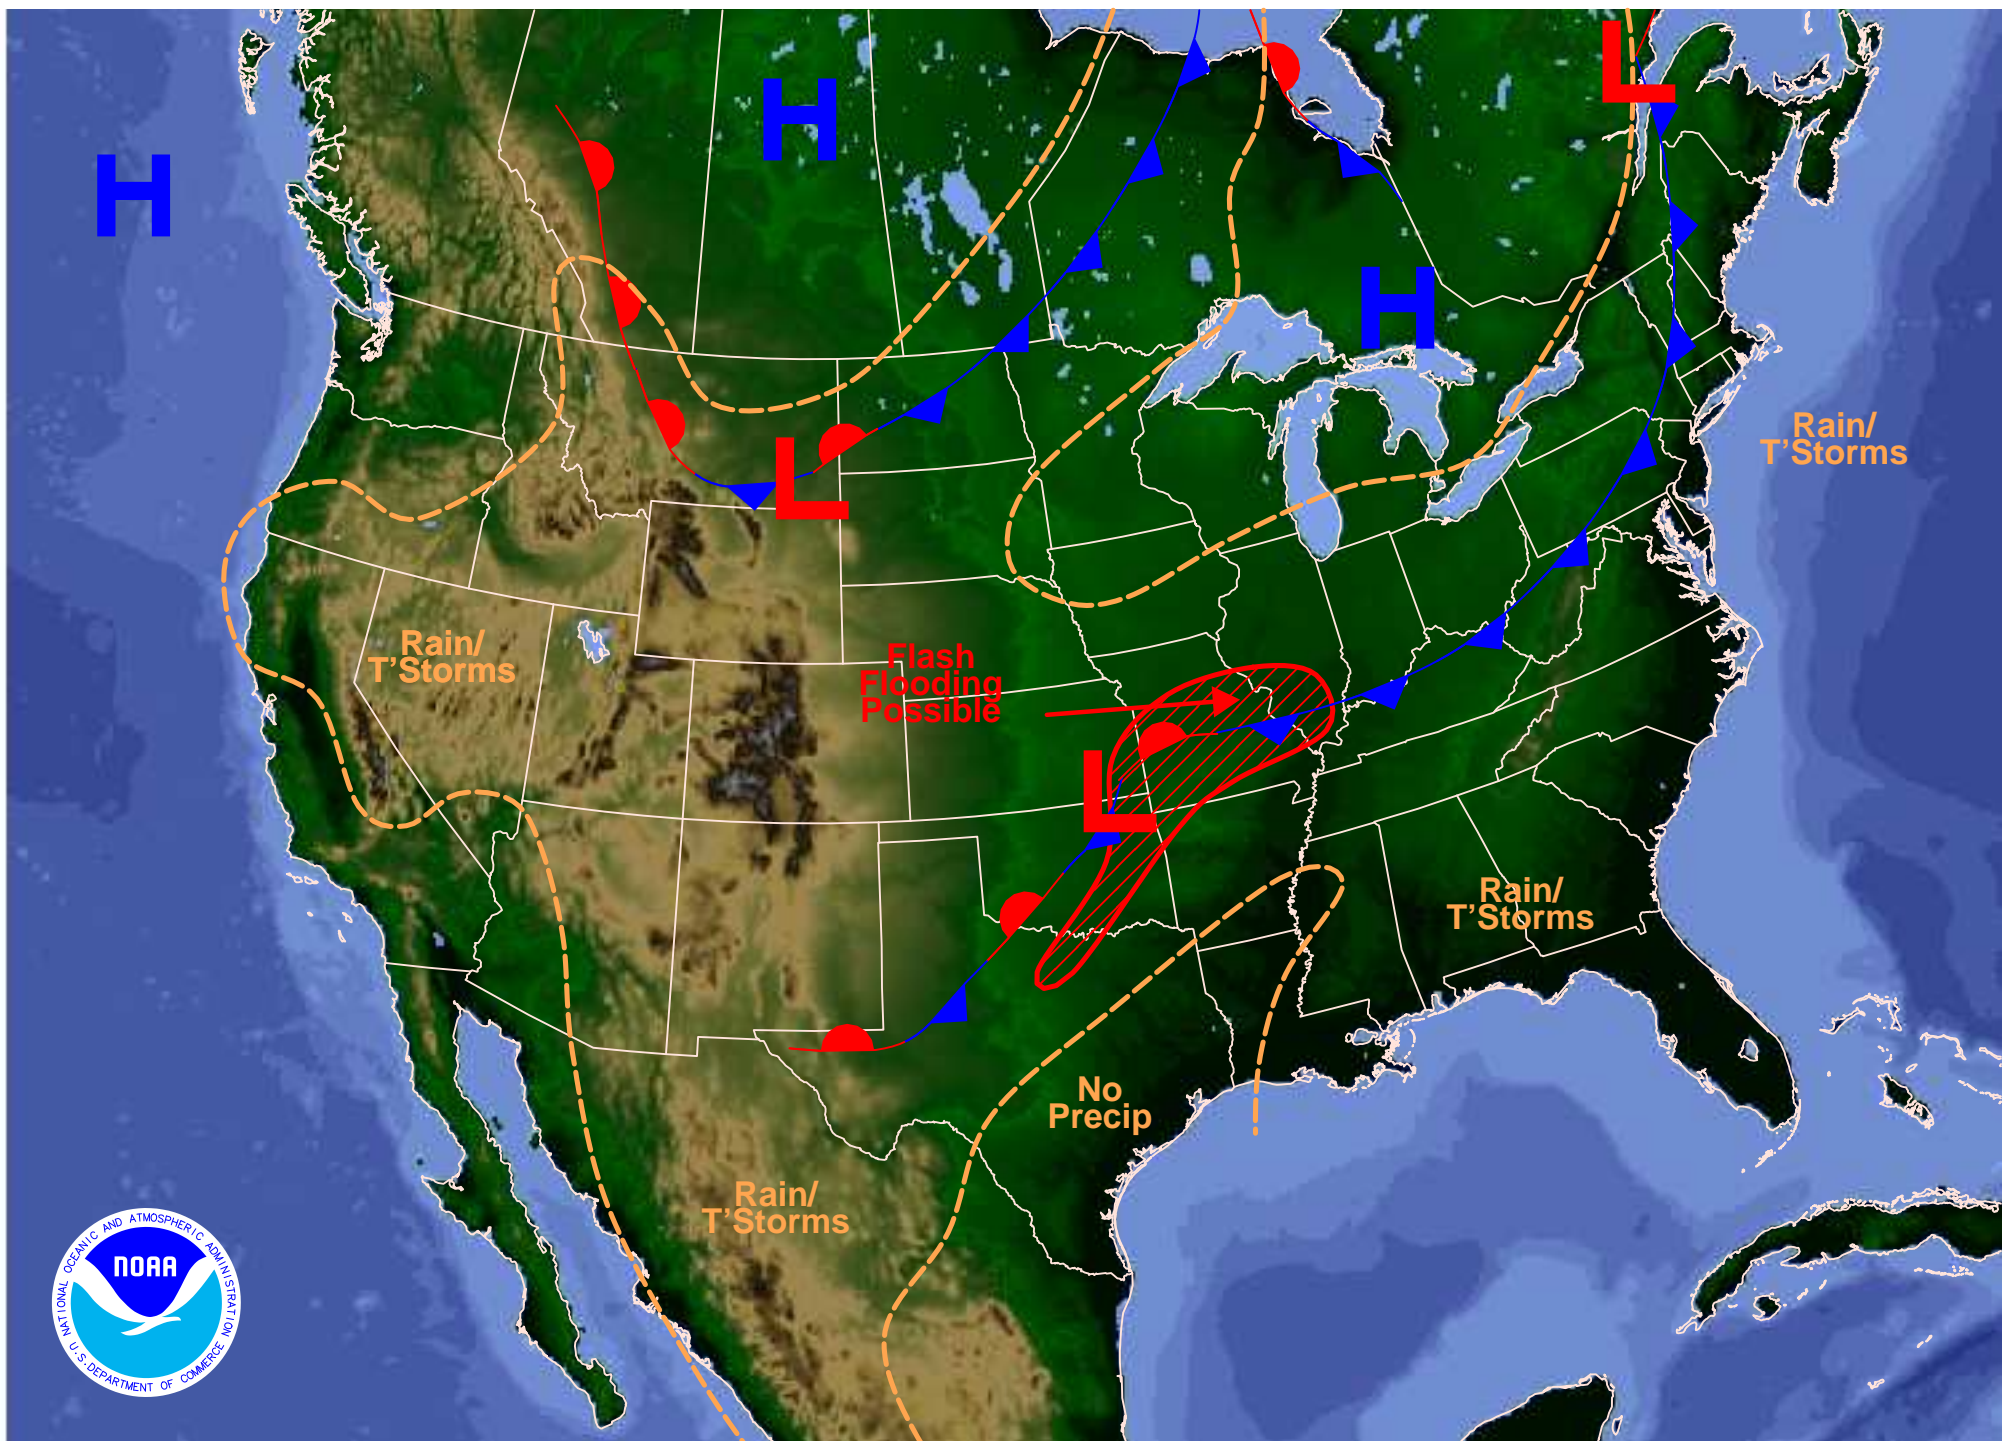 H
H
L
H
Rain/
T'Storms
L
Rain/
T'Storms
Flash
Flooding
Possible
L
Rain/
T'Storms
No
Precip
Rain/
T'Storms
NATIONAL OCEANIC AND ATMOSPHERIC ADMINISTRATION
NOAA
U.S. DEPARTMENT OF COMMERCE